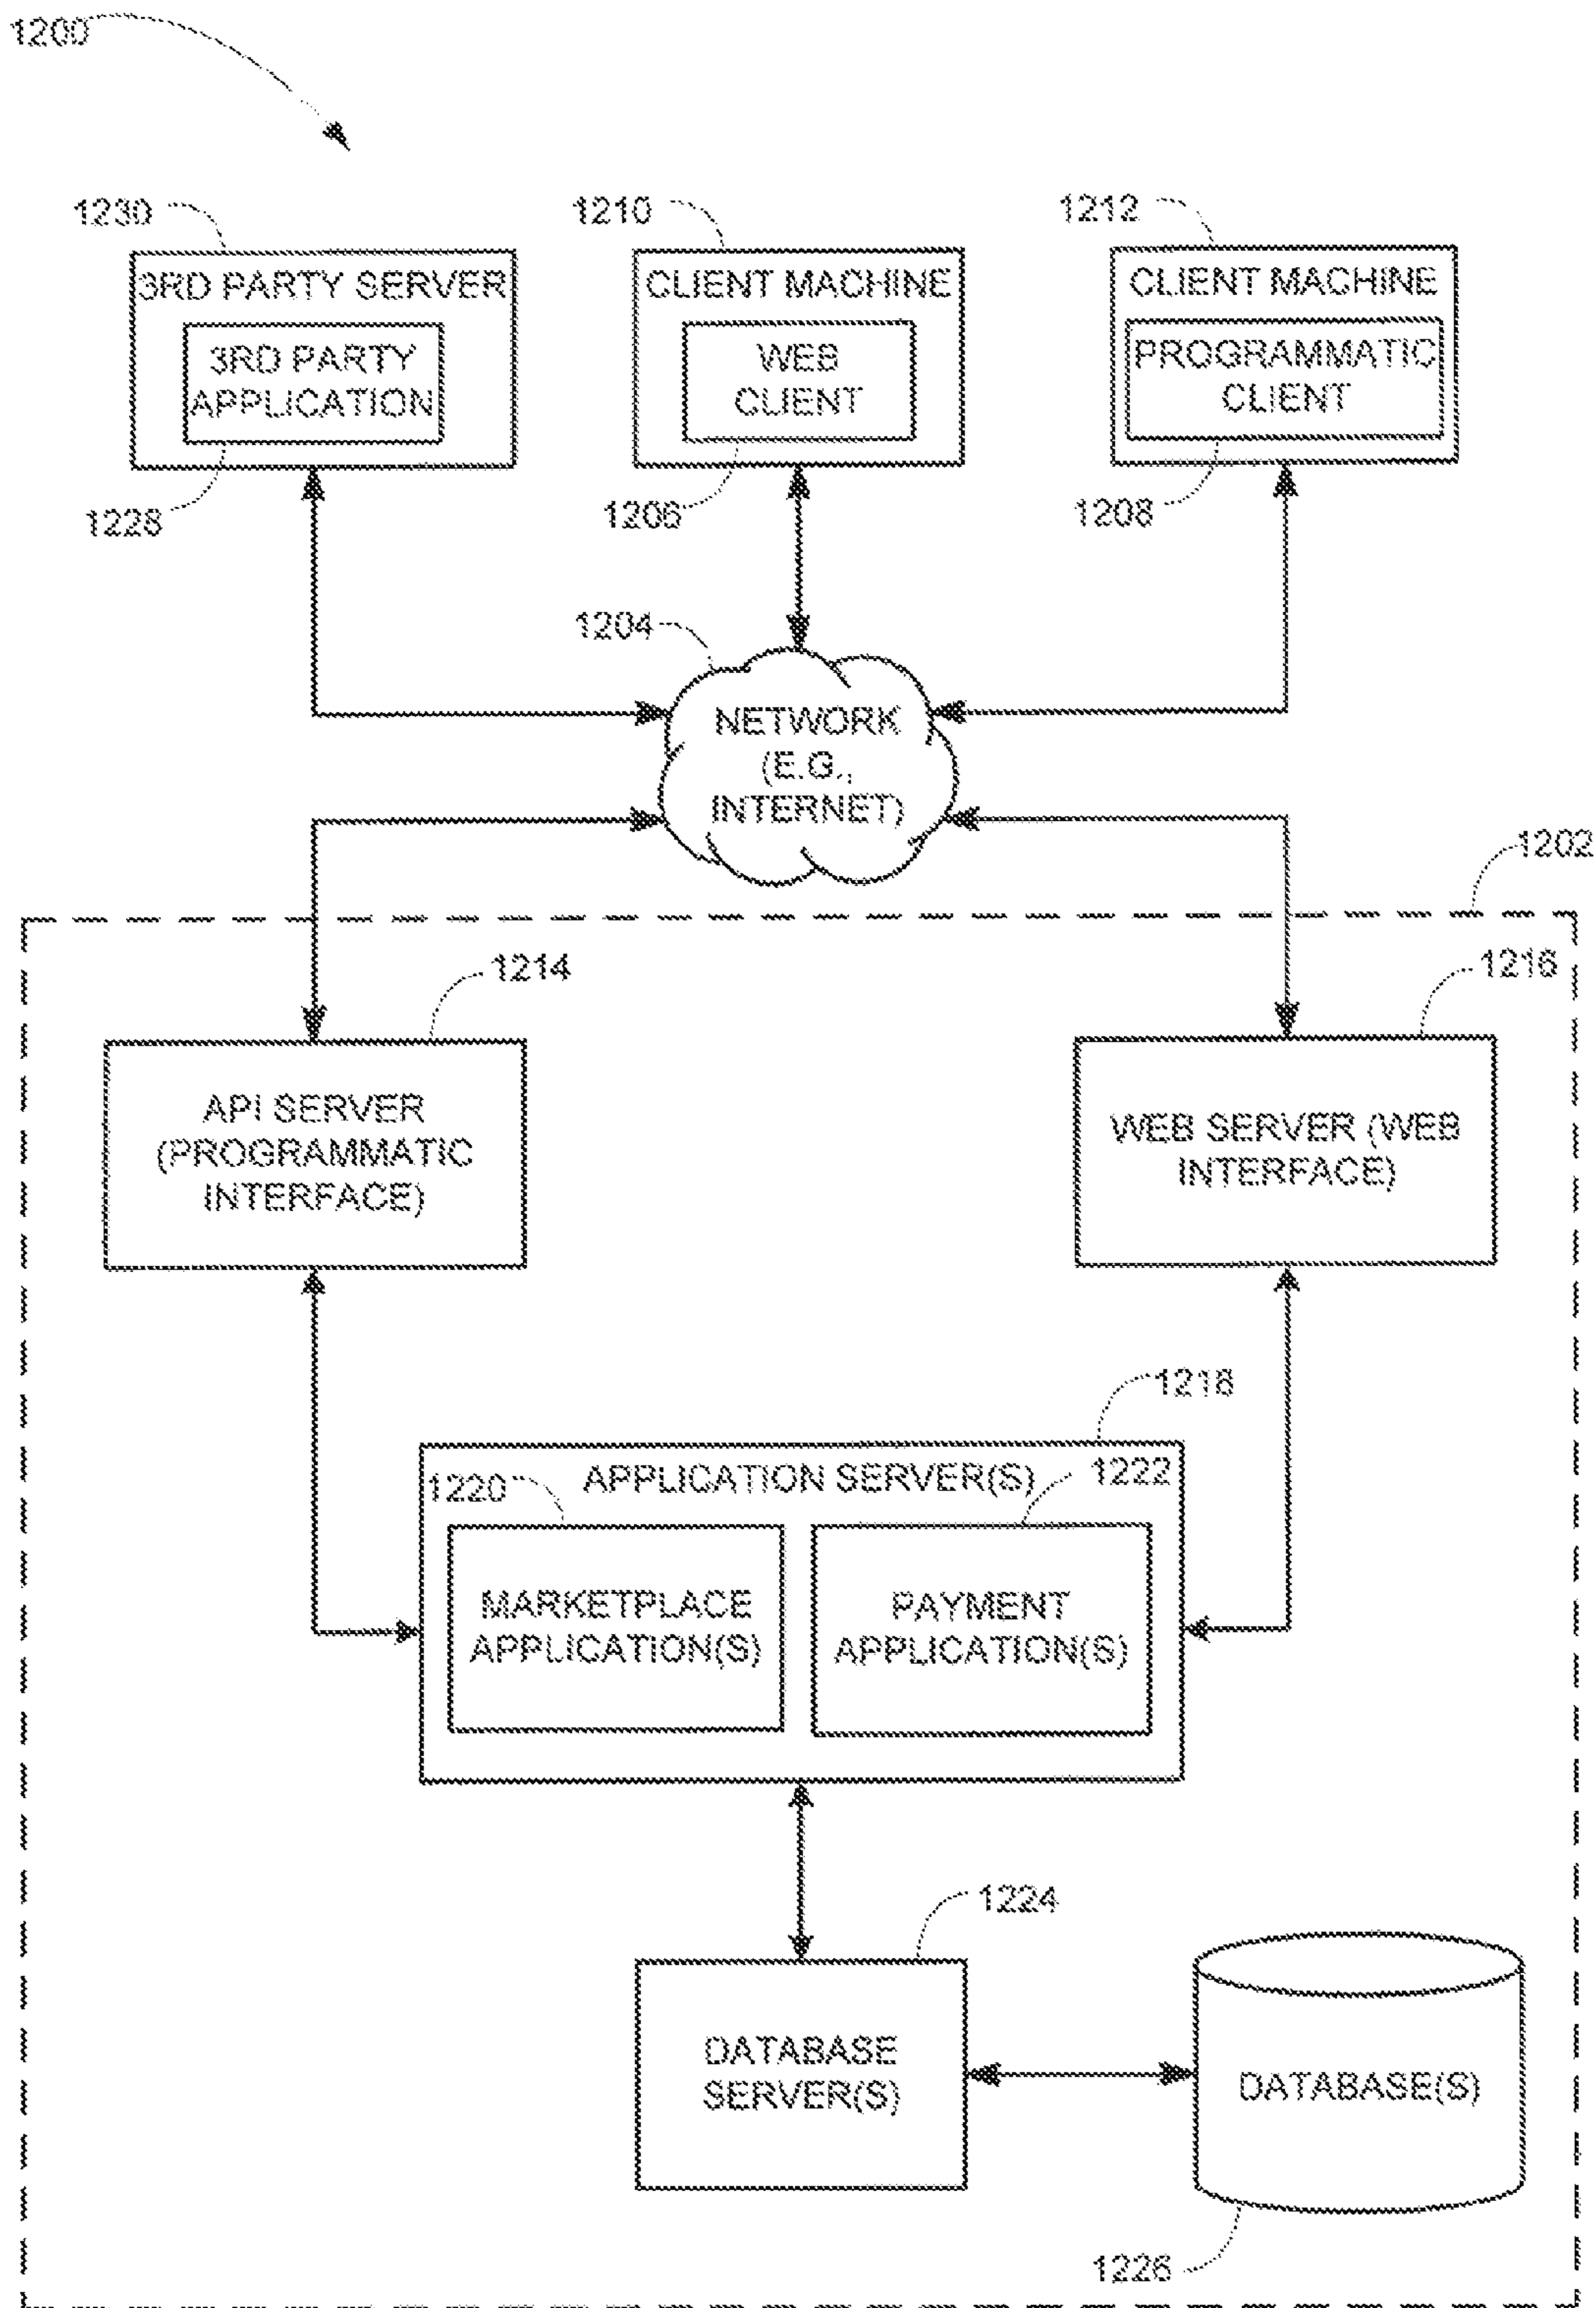 1200
1230
1210
1212
3RD PARTY SERVER
3RD PARTY
APPLICATION
1228
CLIENT MACHINE
WEB
CLIENT
1206
CLIENT MACHINE
PROGRAMMATIC
CLIENT
1208
1204
NETWORK
(E.G.,
INTERNET)
1202
1214
1216
API SERVER
(PROGRAMMATIC
INTERFACE)
WEB SERVER (WEB
INTERFACE)
1218
APPLICATION SERVER(S)
1220
1222
MARKETPLACE
APPLICATION(S)
PAYMENT
APPLICATION(S)
1224
DATABASE
SERVER(S)
DATABASE(S)
1226